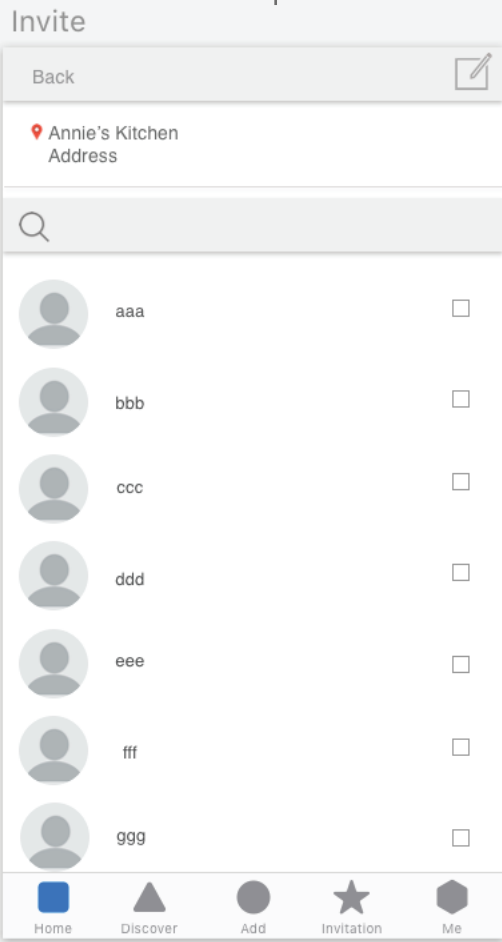 Invite
Back
Annie's Kitchen
Address
aaa
bbb
ccc
ddd
eee
fff
ggg
Home
Discover
Add
Invitation
Me